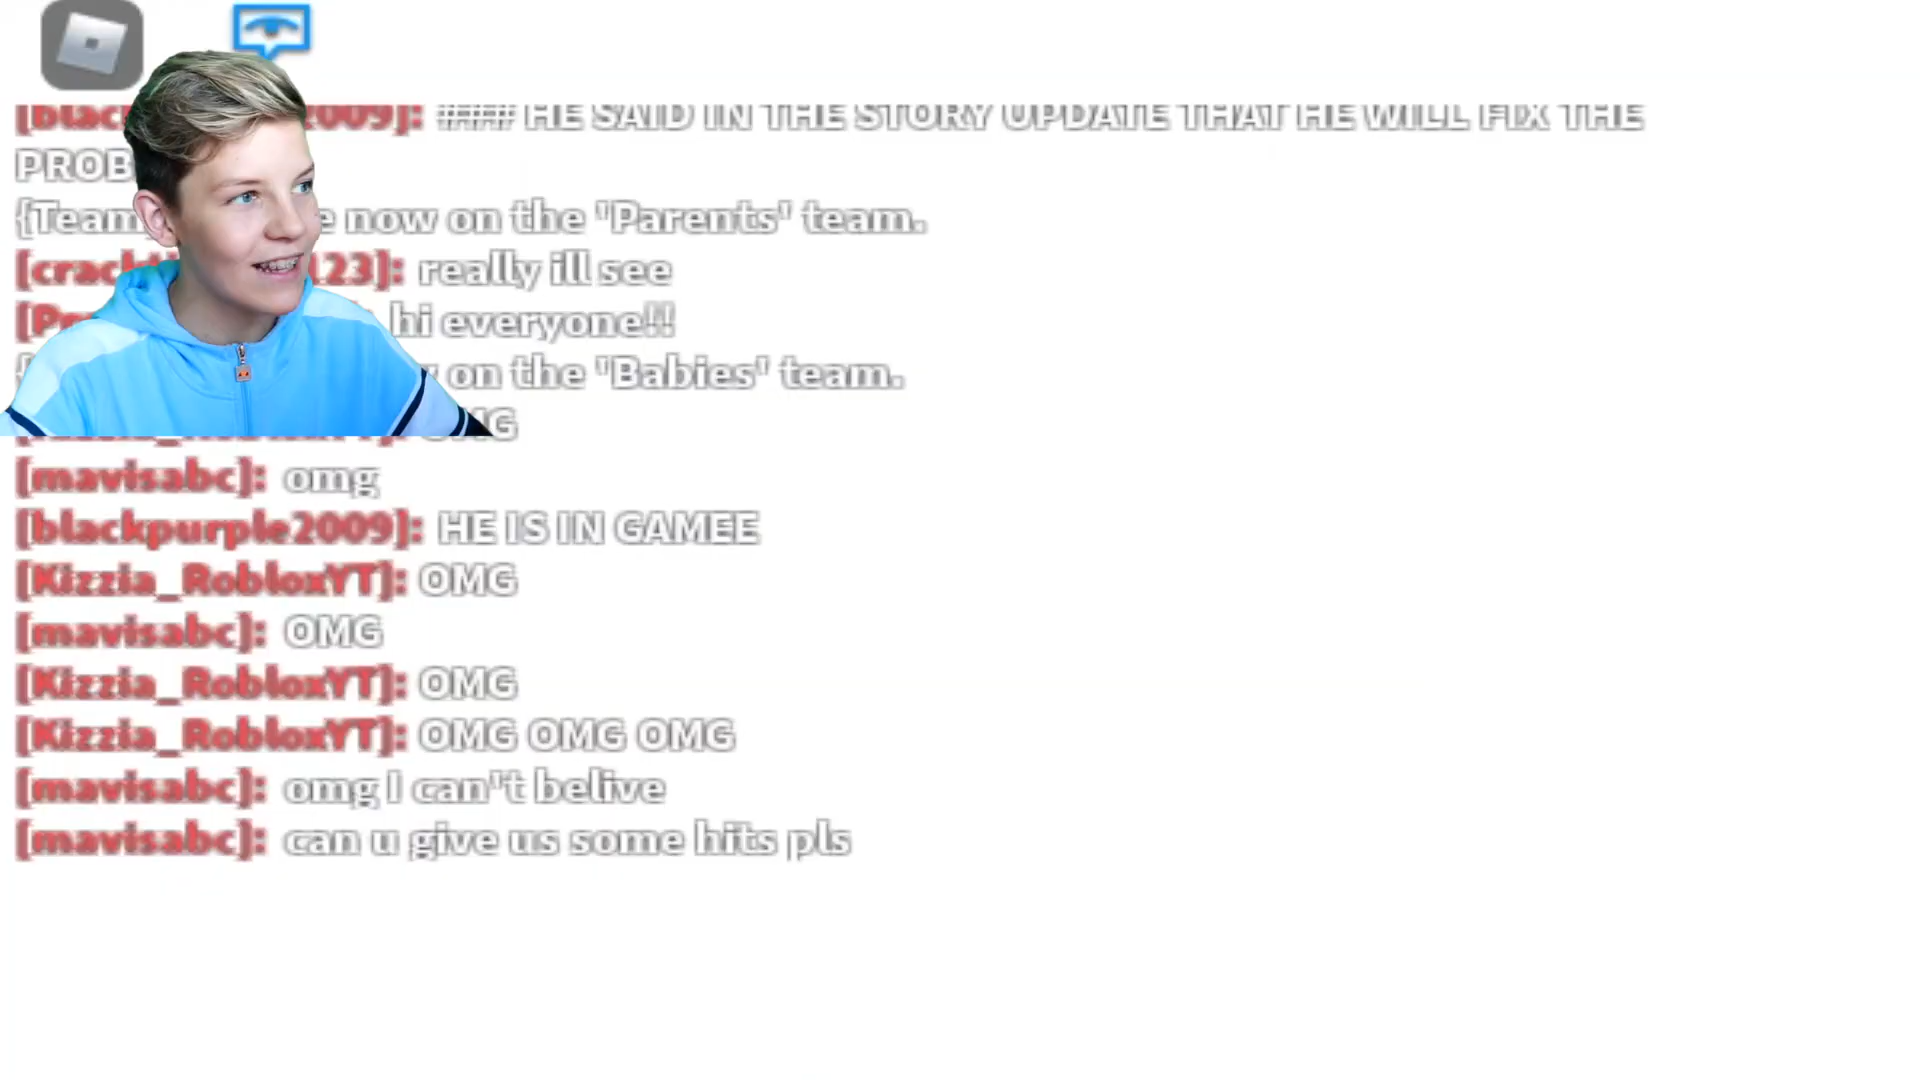 2009]: ### HE SAID IN THE STORY UPDATE THAT HE WILL FIX THE
{Team now on the 'Parents' team.
123]: really ill see
hi everyone!!
on the 'Babies' team.
[mavisabc]: omg
[blackpurple2009]: HE IS IN GAMEE
[Kizzia_RobloxYT]: OMG
[mavisabc]: OMG
[Kizzia_RobloxYT]: OMG
[Kizzia_RobloxYT]: OMG OMG OMG
[mavisabc]: omg I can"t belive
[mavisabc]: can u give us some hits pls